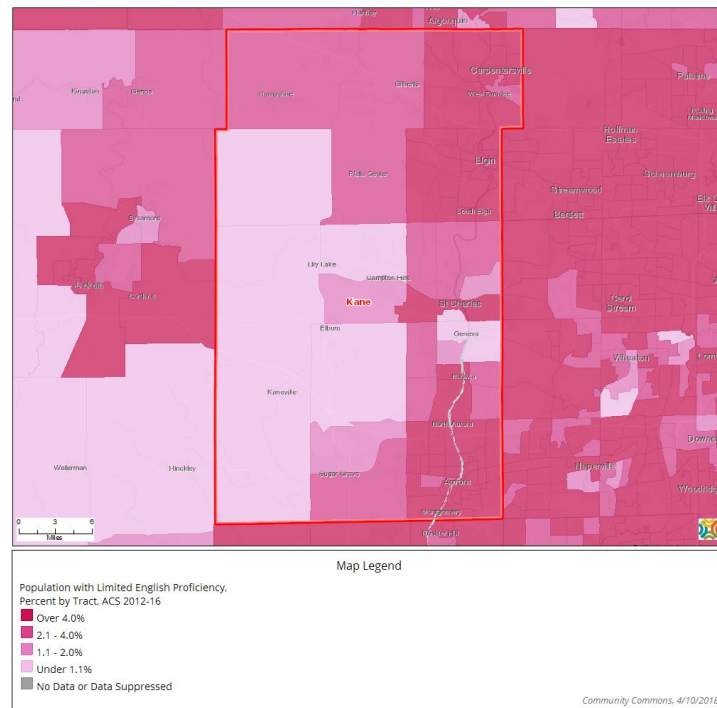 Algonquin
Carpentersville
Palatine
Kingston
Genoa
Hampshire
Gilberts
West Dundee
Rolling
Meadows
Hoffman
Estates
Elgin
Plato Center
Schaumburg
Streamwood
South Elgin
Bartlett
Sycamore
Lily Lake
Campton Hills
Kane
St Charles
Carol
Stream
Cortland
Elburn
Geneva
Wheaton
Batavia
Kaneville
North Aurora
Waterman
Hinckley
Sugar Grove
Aurora
Naperville
Montgomery
0 3 6
Miles
Map Legend
Population with Limited English Proficiency,
Percent by Tract, ACS 2012-16
Over 4.0%
2.1 - 4.0%
1.1 - 2.0%
Under 1.1%
No Data or Data Suppressed
Community Commons, 4/10/2018